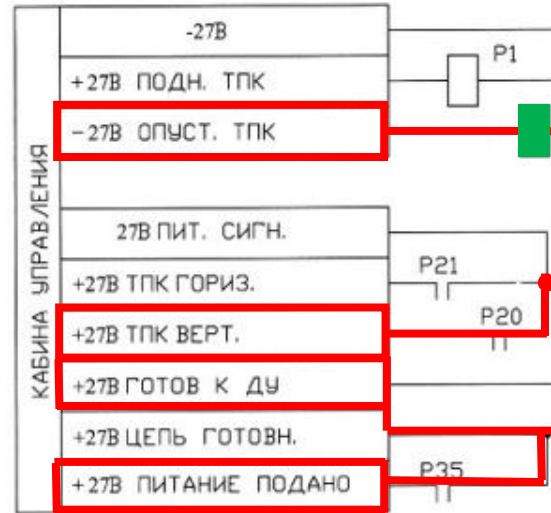 КАБИНА УПРАВЛЕНИЯ
-27В
+27В ПОДН. ТПК
Р1
-27В ОПУСТ. ТПК
27В ПИТ. СИГН.
+27В ТПК ГОРИЗ.
Р21
+27В ТПК ВЕРТ.
Р20
+27В ГОТОВ К ДУ
+27В ЦЕПЬ ГОТОВН.
+27В ПИТАНИЕ ПОДАНО
Р35